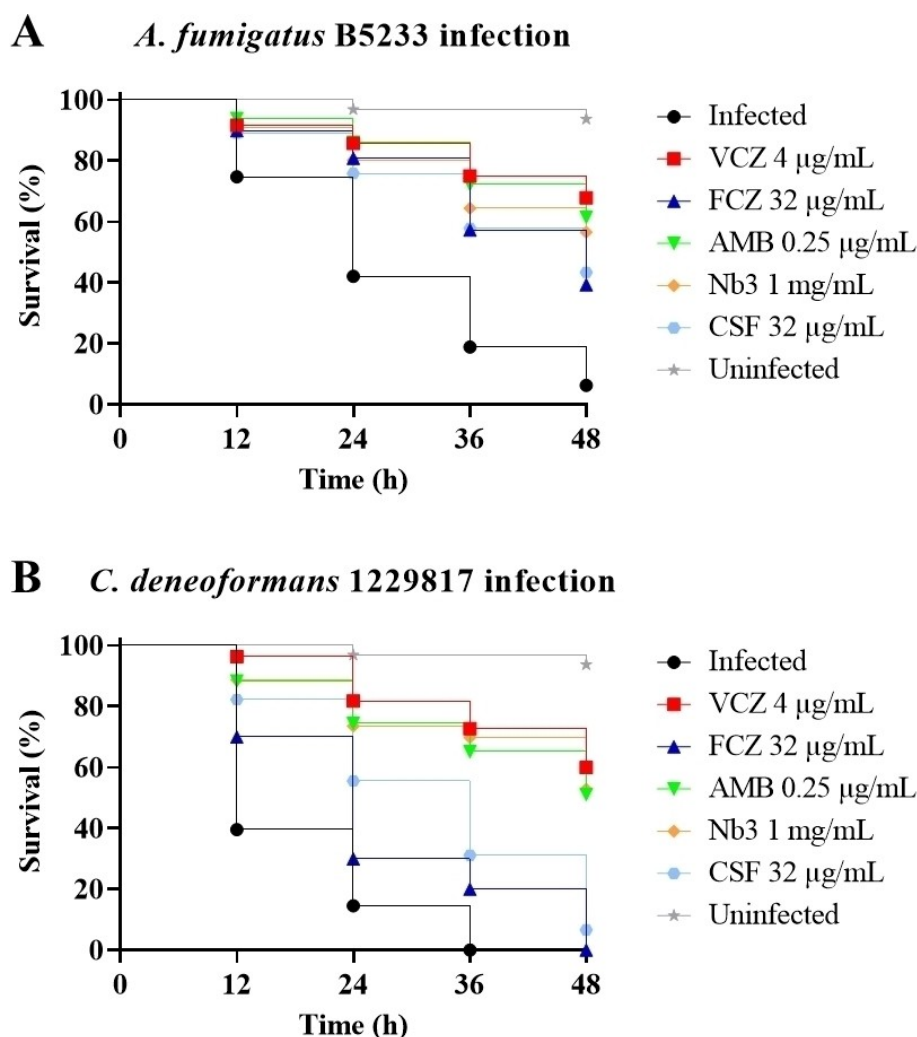 A A. fumigatus B5233 infection
100
80
60
40
20
0
Survival (%)
0 12 24 36 48
Time (h)
Infected
VCZ 4 µg/mL
FCZ 32 µg/mL
AMB 0.25 µg/mL
Nb3 1 mg/mL
CSF 32 µg/mL
Uninfected
B C. deneoformans 1229817 infection
100
80
60
40
20
0
Survival (%)
0 12 24 36 48
Time (h)
Infected
VCZ 4 µg/mL
FCZ 32 µg/mL
AMB 0.25 µg/mL
Nb3 1 mg/mL
CSF 32 µg/mL
Uninfected